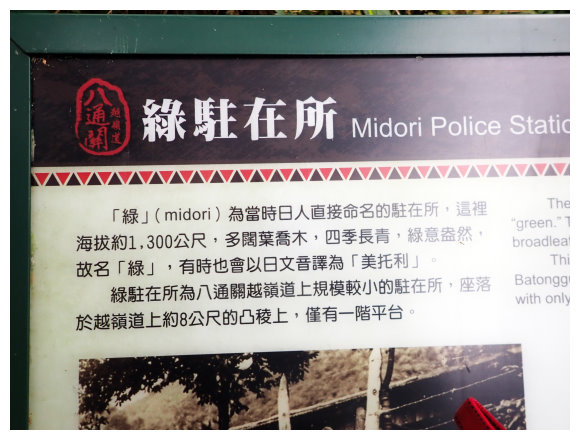 八通關
越嶺道
綠駐在所 Midori Police Static
「綠」(midori) 為當時日人直接命名的駐在所，這裡
海拔約1,300公尺，多闊葉喬木，四季長青，綠意盎然，
故名「綠」，有時也會以日文音譯為「美托利」。
綠駐在所為八通關越嶺道上規模較小的駐在所，座落
於越嶺道上約8公尺的凸稜上，僅有一階平台。
The
“green.” T
broadleaf
Thi
Batonggu
with only